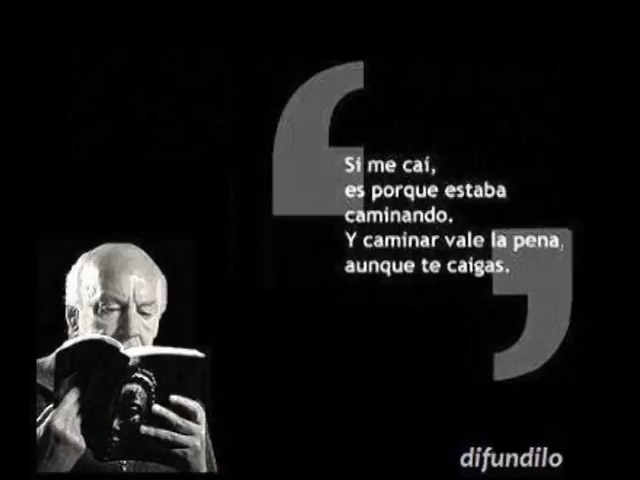 Si me caí,
es porque estaba
caminando.
Y caminar vale la pena,
aunque te caigas.
difundilo